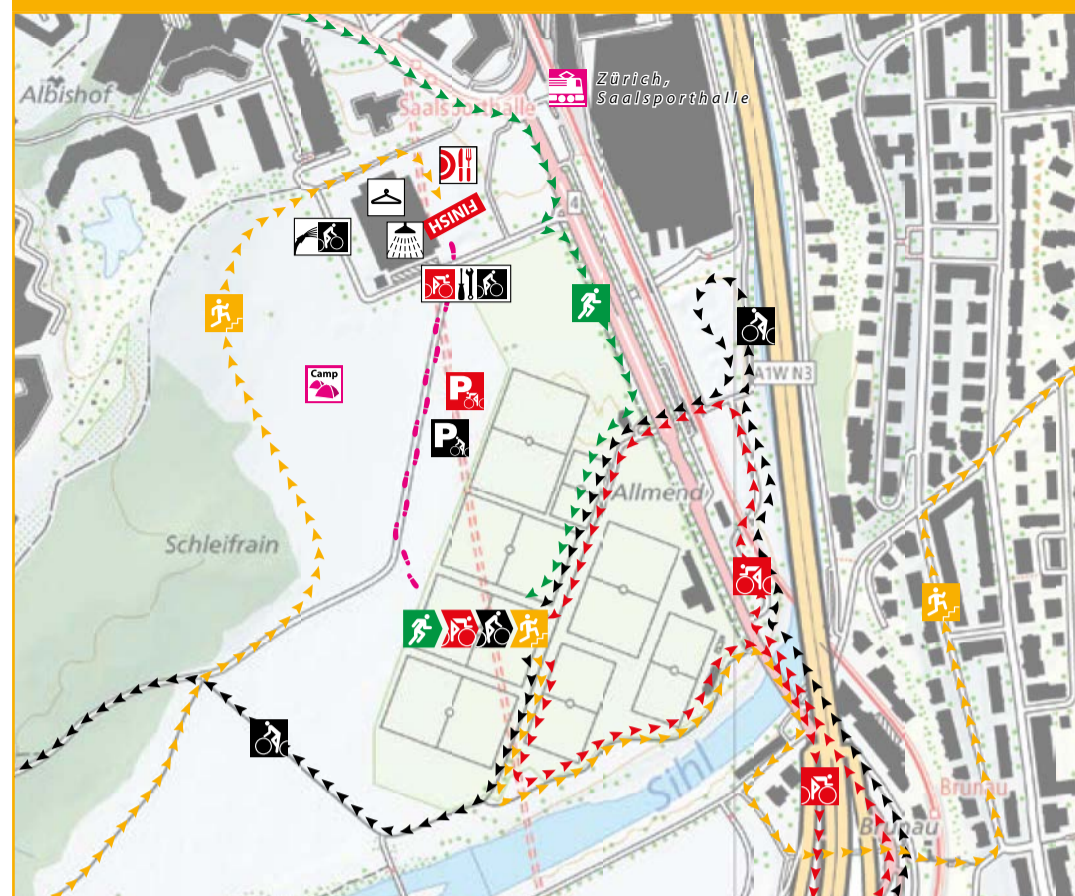 Albishof
Saalsporthalle
Zürich,
Saalsporthalle
4
FINISH
Camp
P
P
A1W N3
Allmend
Schleifrain
Sihl
Brunau
Brunau